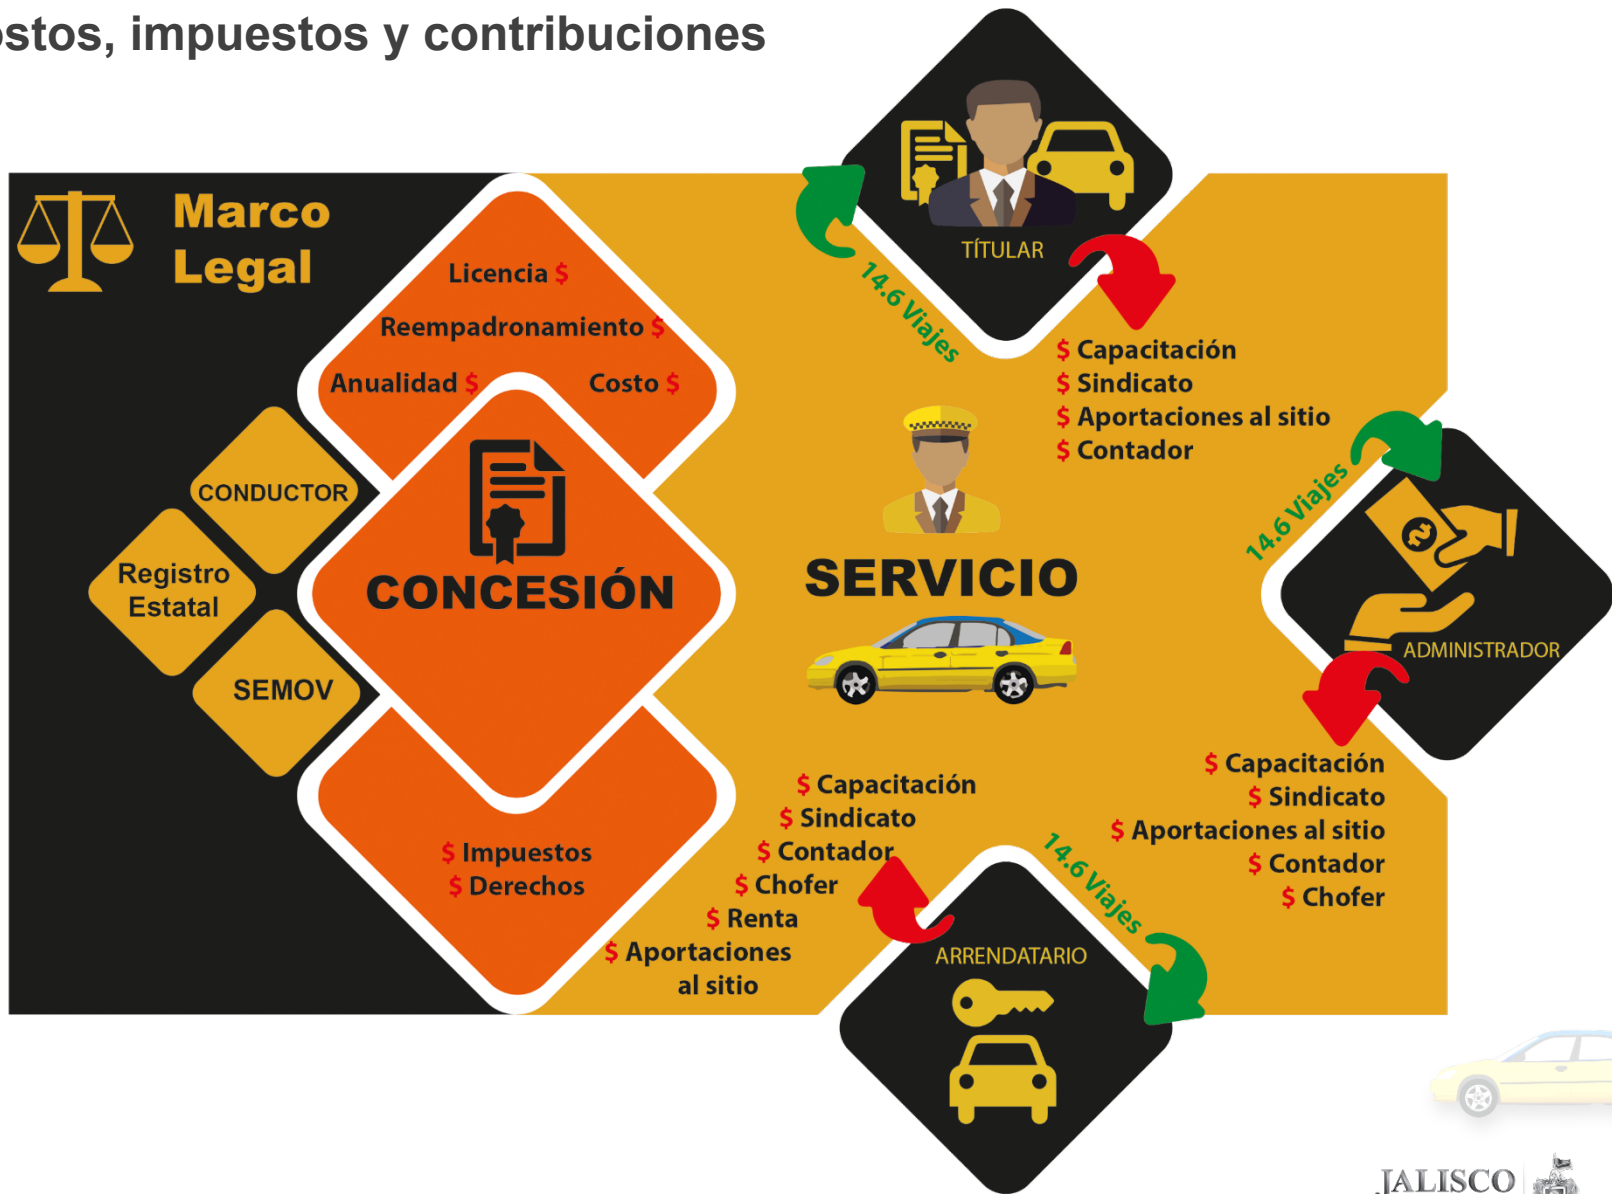 ostos, impuestos y contribuciones
Marco
Legal
Licencia $
Reempadronamiento $
Anualidad $
Costo $
CONDUCTOR
Registro
Estatal
SEMOV
CONCESIÓN
$ Impuestos
$ Derechos
TÍTULAR
14.6 Viajes
$ Capacitación
$ Sindicato
$ Aportaciones al sitio
$ Contador
SERVICIO
14.6 Viajes
ADMINISTRADOR
$ Capacitación
$ Sindicato
$ Aportaciones al sitio
$ Contador
$ Chofer
$ Capacitación
$ Sindicato
$ Contador
$ Chofer
$ Renta
$ Aportaciones
al sitio
14.6 Viajes
ARRENDATARIO
JALISCO